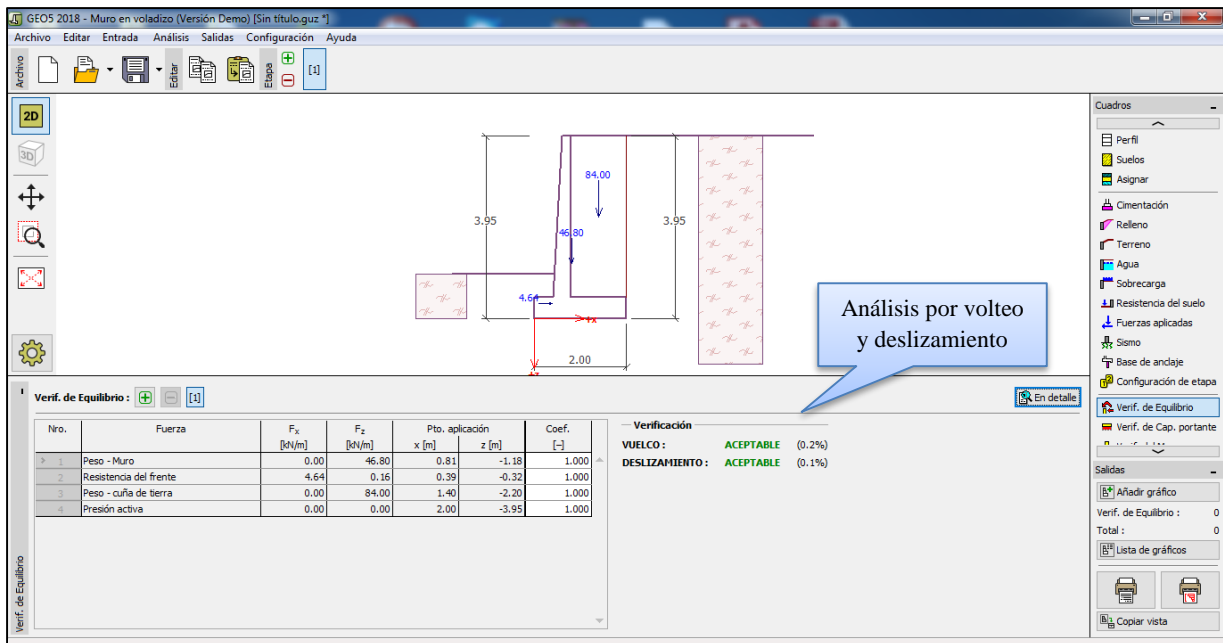 GEO5 2018 - Muro en voladizo (Versión Demo) [Sin título.guz *]
Archivo Editar Entrada Análisis Salidas Configuración Ayuda
Archivo
Editar
Etapa
[1]
2D
3D
3.95
84.00
46.80
3.95
4.64
+x
2.00
+z
Análisis por volteo
y deslizamiento
Cuadros
Perfil
Suelos
Asignar
Cimentación
Relleno
Terreno
Agua
Sobrecarga
Resistencia del suelo
Fuerzas aplicadas
Sismo
Base de anclaje
Configuración de etapa
Verif. de Equilibrio
Verif. de Cap. portante
Verif. de Equilibrio : [1]
En detalle
Nro. Fuerza Fx Fz Pto. aplicación Coef.
[kN/m] [kN/m] x [m] z [m] [-]
1 Peso - Muro 0.00 46.80 0.81 -1.18 1.000
2 Resistencia del frente 4.64 0.16 0.39 -0.32 1.000
3 Peso - cuña de tierra 0.00 84.00 1.40 -2.20 1.000
4 Presión activa 0.00 0.00 2.00 -3.95 1.000
Verificación
VUELCO : ACEPTABLE (0.2%)
DESLIZAMIENTO : ACEPTABLE (0.1%)
Verif. de Equilibrio
Salidas
Añadir gráfico
Verif. de Equilibrio : 0
Total : 0
Lista de gráficos
Copiar vista